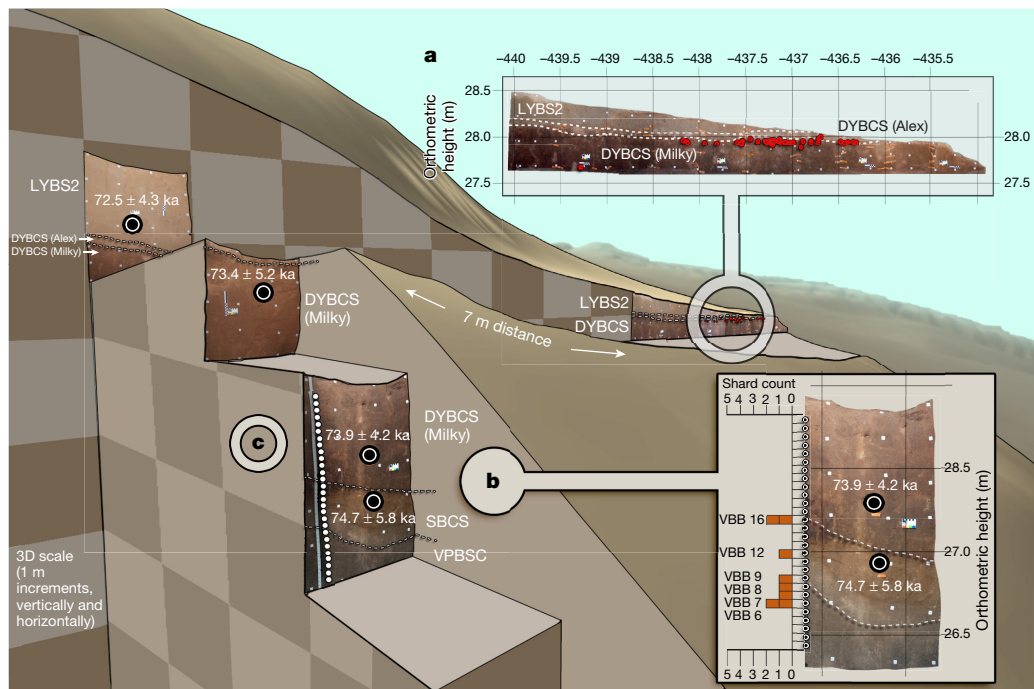 a
–440 –439.5 –439 –438.5 –438 –437.5 –437 –436.5 –436 –435.5
Orthometric
height (m)
28.5
28.0
27.5
28.0
27.5
LYBS2
DYBCS (Alex)
DYBCS (Milky)
LYBS2
72.5 ± 4.3 ka
DYBCS (Alex)
DYBCS (Milky)
73.4 ± 5.2 ka
DYBCS
(Milky)
7 m distance
LYBS2
DYBCS
c
DYBCS
(Milky)
73.9 ± 4.2 ka
74.7 ± 5.8 ka
SBCS
VPBSC
b
3D scale
(1 m
increments,
vertically and
horizontally)
Shard count
5 4 3 2 1 0
73.9 ± 4.2 ka
28.5
VBB 16
27.0
VBB 12
74.7 ± 5.8 ka
VBB 9
VBB 8
VBB 7
VBB 6
26.5
Orthometric height (m)
5 4 3 2 1 0